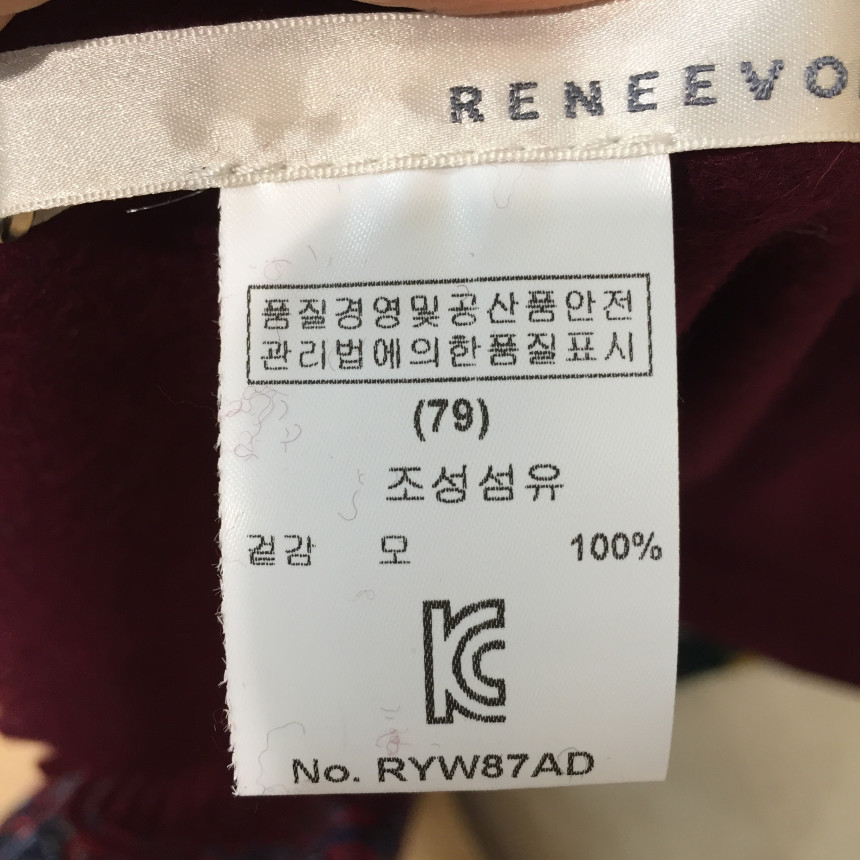 RENEEVO
품질경영및공산품안전
관리법에의한품질표시
(79)
조성섬유
겉감 모 100%
KC
No. RYW87AD